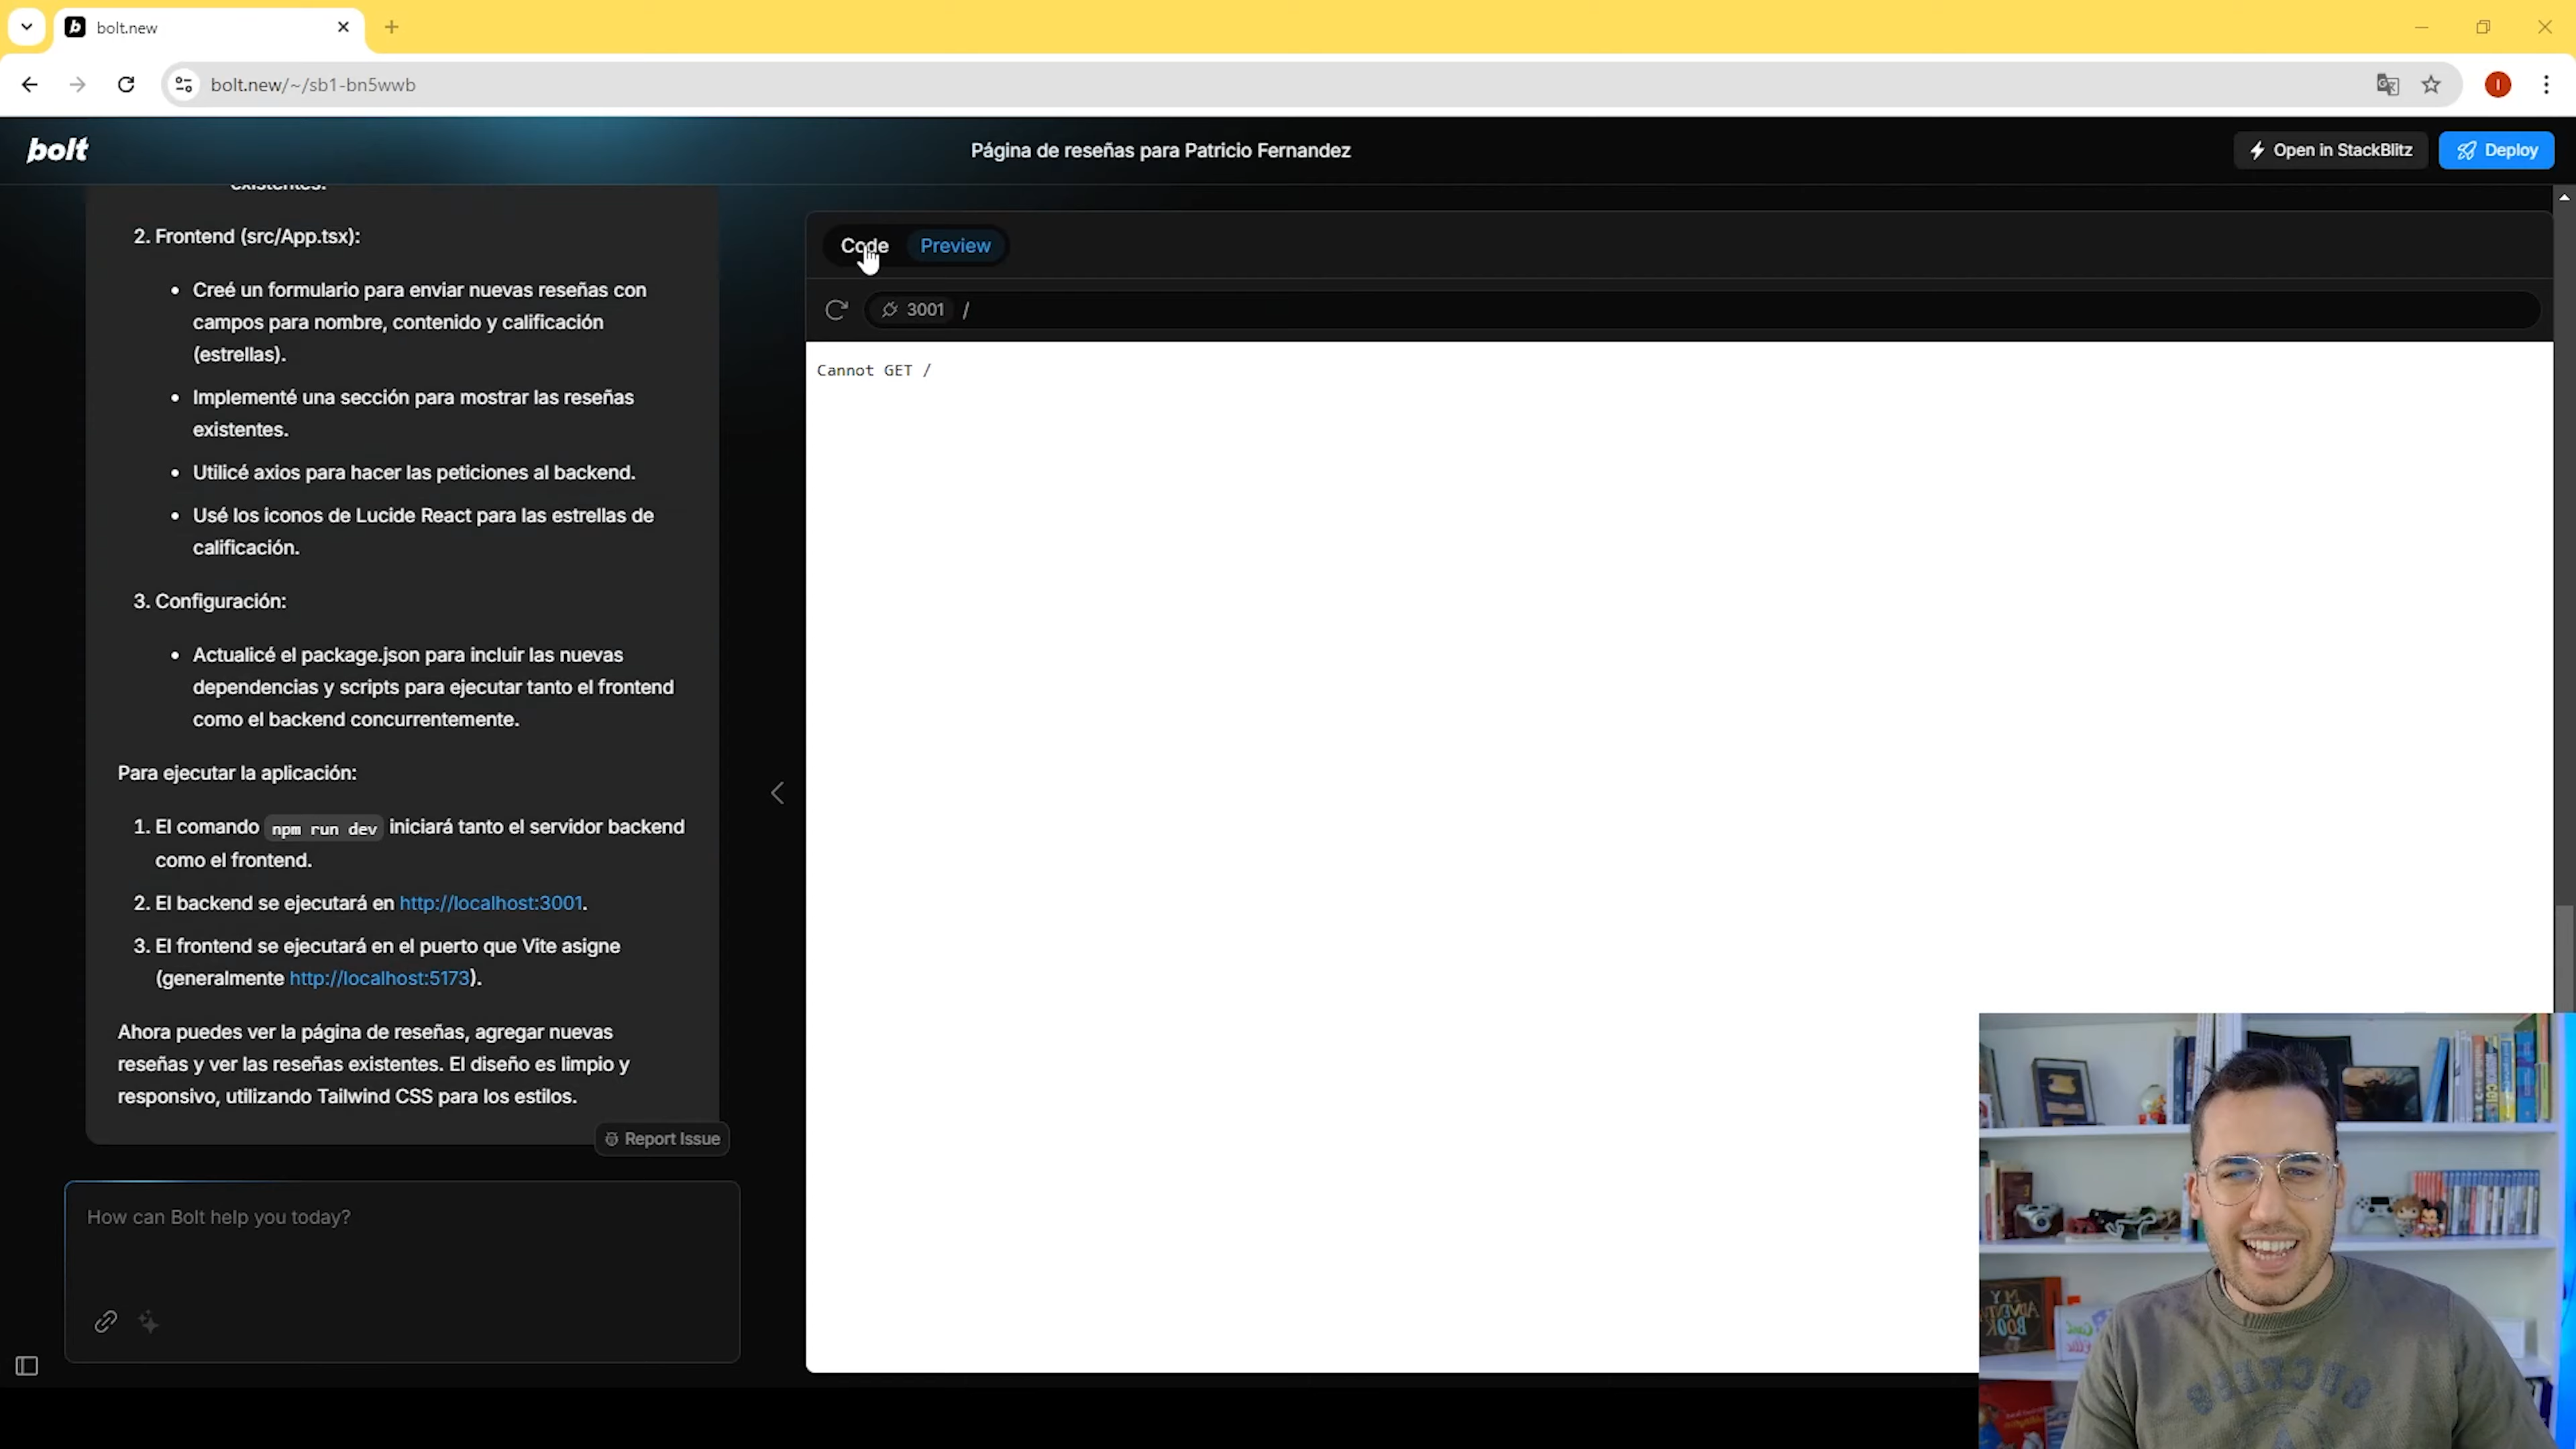 bolt.new
bolt.new/~/sb1-bn5wwb
I
bolt
Página de reseñas para Patricio Fernandez
Open in StackBlitz
Deploy
existentes.
2. Frontend (src/App.tsx):
• Creé un formulario para enviar nuevas reseñas con
campos para nombre, contenido y calificación
(estrellas).
• Implementé una sección para mostrar las reseñas
existentes.
• Utilicé axios para hacer las peticiones al backend.
• Usé los iconos de Lucide React para las estrellas de
calificación.
3. Configuración:
• Actualicé el package.json para incluir las nuevas
dependencias y scripts para ejecutar tanto el frontend
como el backend concurrentemente.
Para ejecutar la aplicación:
1. El comando npm run dev iniciará tanto el servidor backend
como el frontend.
2. El backend se ejecutará en http://localhost:3001.
3. El frontend se ejecutará en el puerto que Vite asigne
(generalmente http://localhost:5173).
Ahora puedes ver la página de reseñas, agregar nuevas
reseñas y ver las reseñas existentes. El diseño es limpio y
responsivo, utilizando Tailwind CSS para los estilos.
Report Issue
How can Bolt help you today?
Code Preview
3001 /
Cannot GET /
MY
ADVENTURE
BOOK